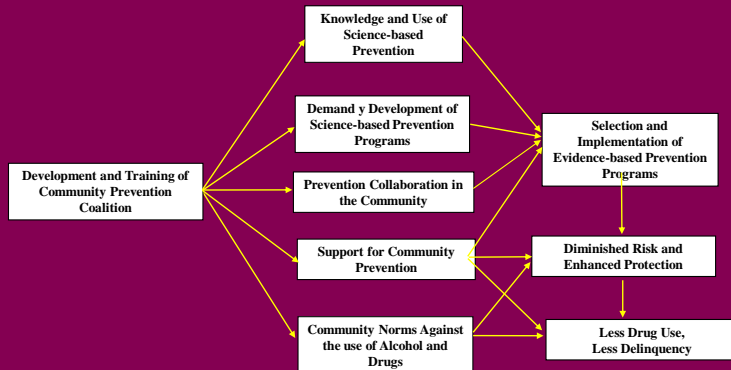 Knowledge and Use of
Science-based
Prevention
Demand y Development of
Science-based Prevention
Programs
Selection and
Implementation of
Evidence-based Prevention
Programs
Development and Training of
Community Prevention
Coalition
Prevention Collaboration in
the Community
Support for Community
Prevention
Diminished Risk and
Enhanced Protection
Community Norms Against
the use of Alcohol and
Drugs
Less Drug Use,
Less Delinquency